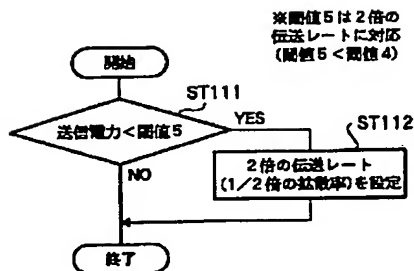 ※閾値5は2倍の
伝送レートに対応
(閾値5<閾値4)
開始
ST111
送信電力<閾値5
YES
ST112
2倍の伝送レート
(1/2倍の拡散率)を設定
NO
終了